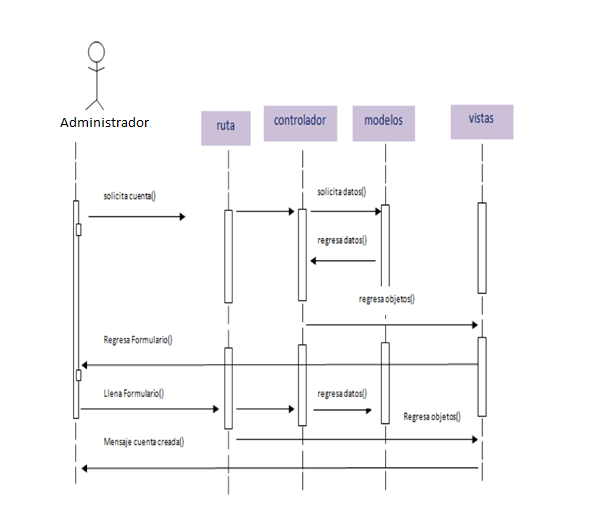 Administrador
ruta
controlador
modelos
vistas
solicita cuenta()
solicita datos()
regresa datos()
regresa objetos()
Regresa Formulario()
Llena Formulario()
regresa datos()
Regresa objetos()
Mensaje cuenta creada()